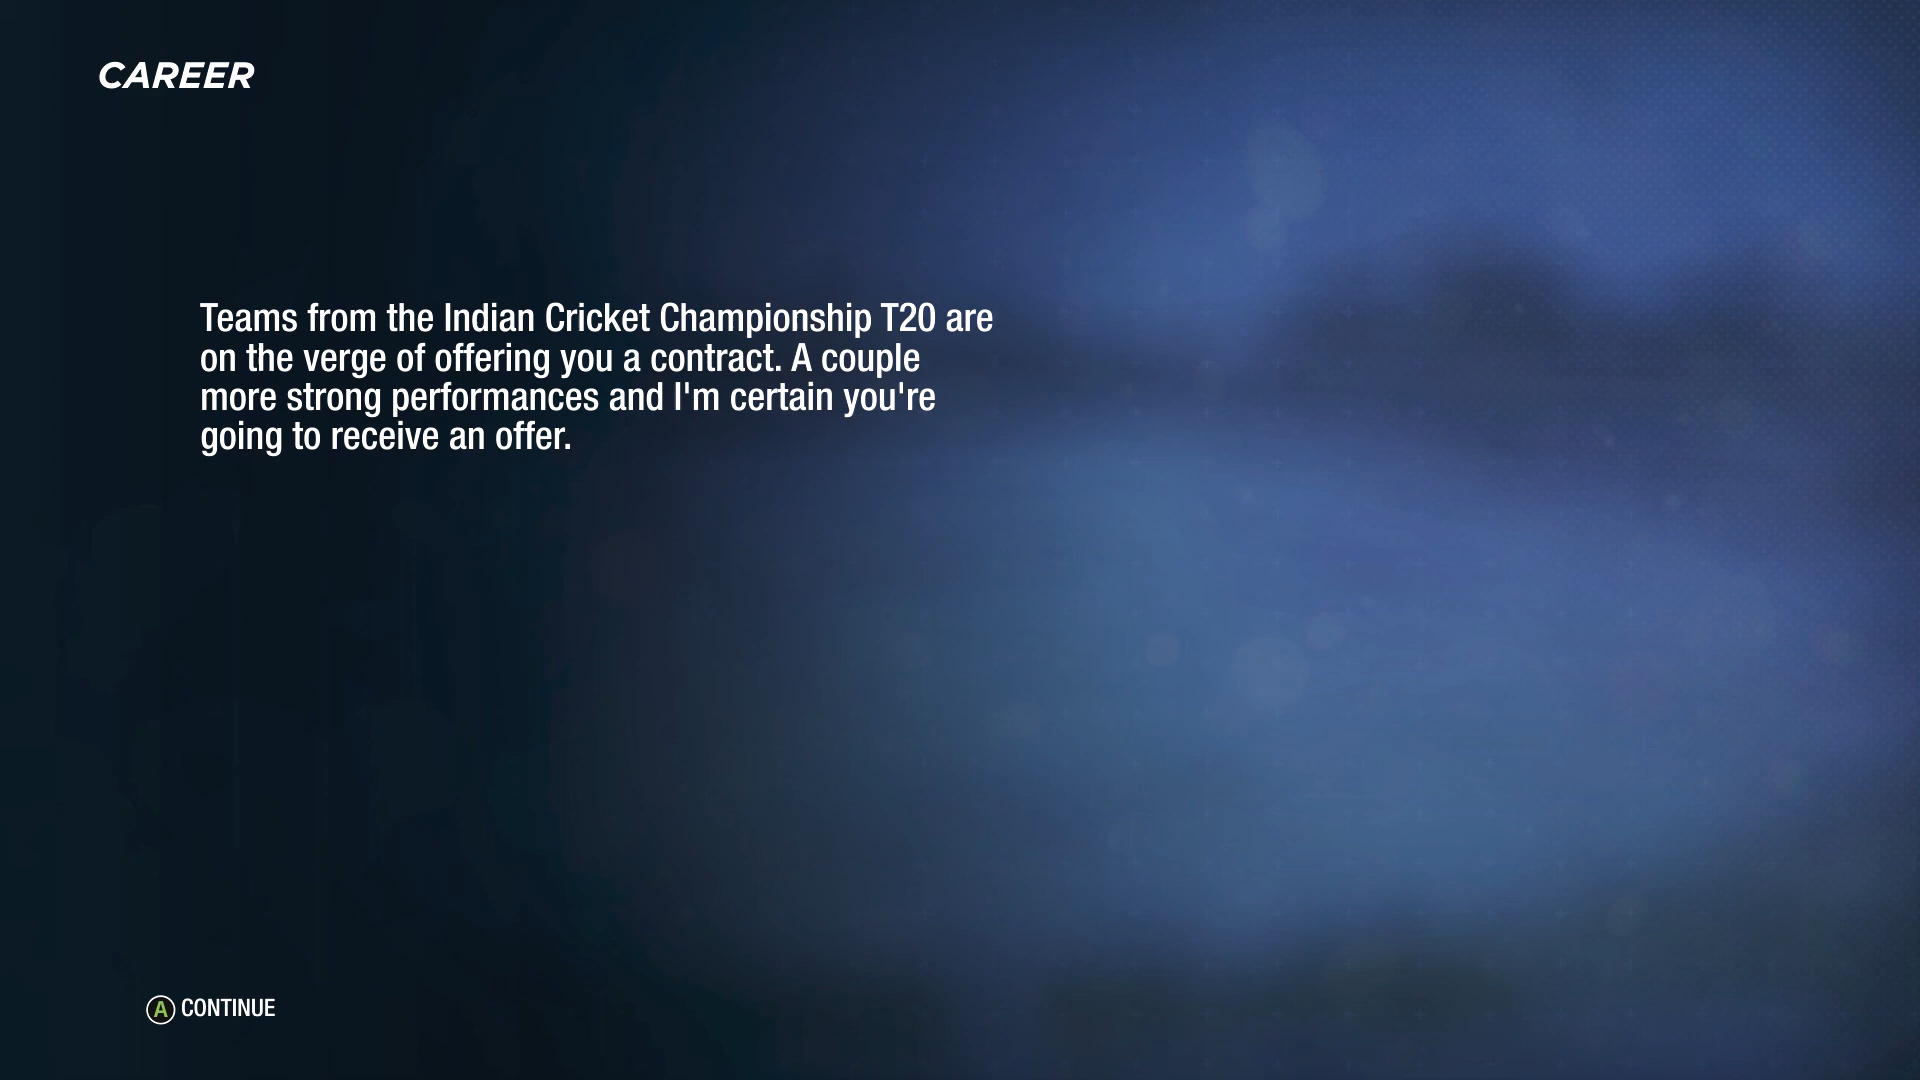 CAREER
Teams from the Indian Cricket Championship T20 are
on the verge of offering you a contract. A couple
more strong performances and I'm certain you're
going to receive an offer.
A CONTINUE